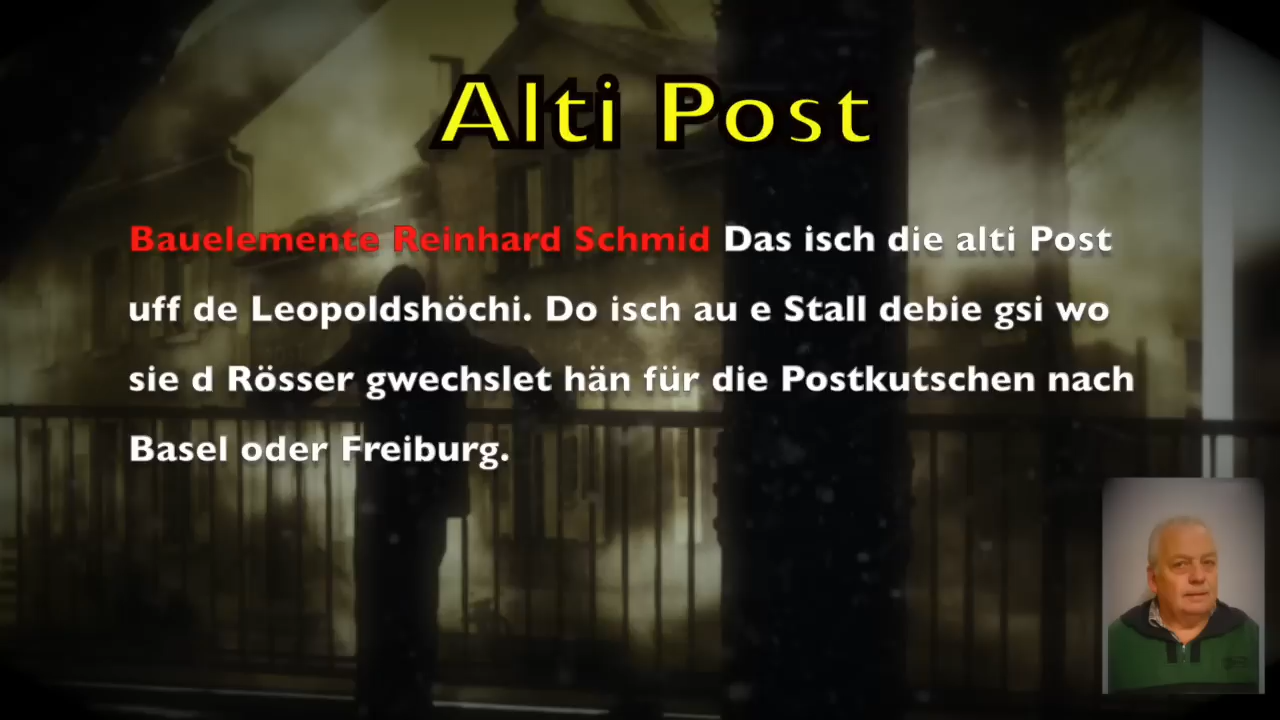 Alti Post
Bauelemente Reinhard Schmid Das isch die alti Post
uff de Leopoldshöchi. Do isch au e Stall debie gsi wo
sie d Rösser gwechslet hän für die Postkutschen nach
Basel oder Freiburg.